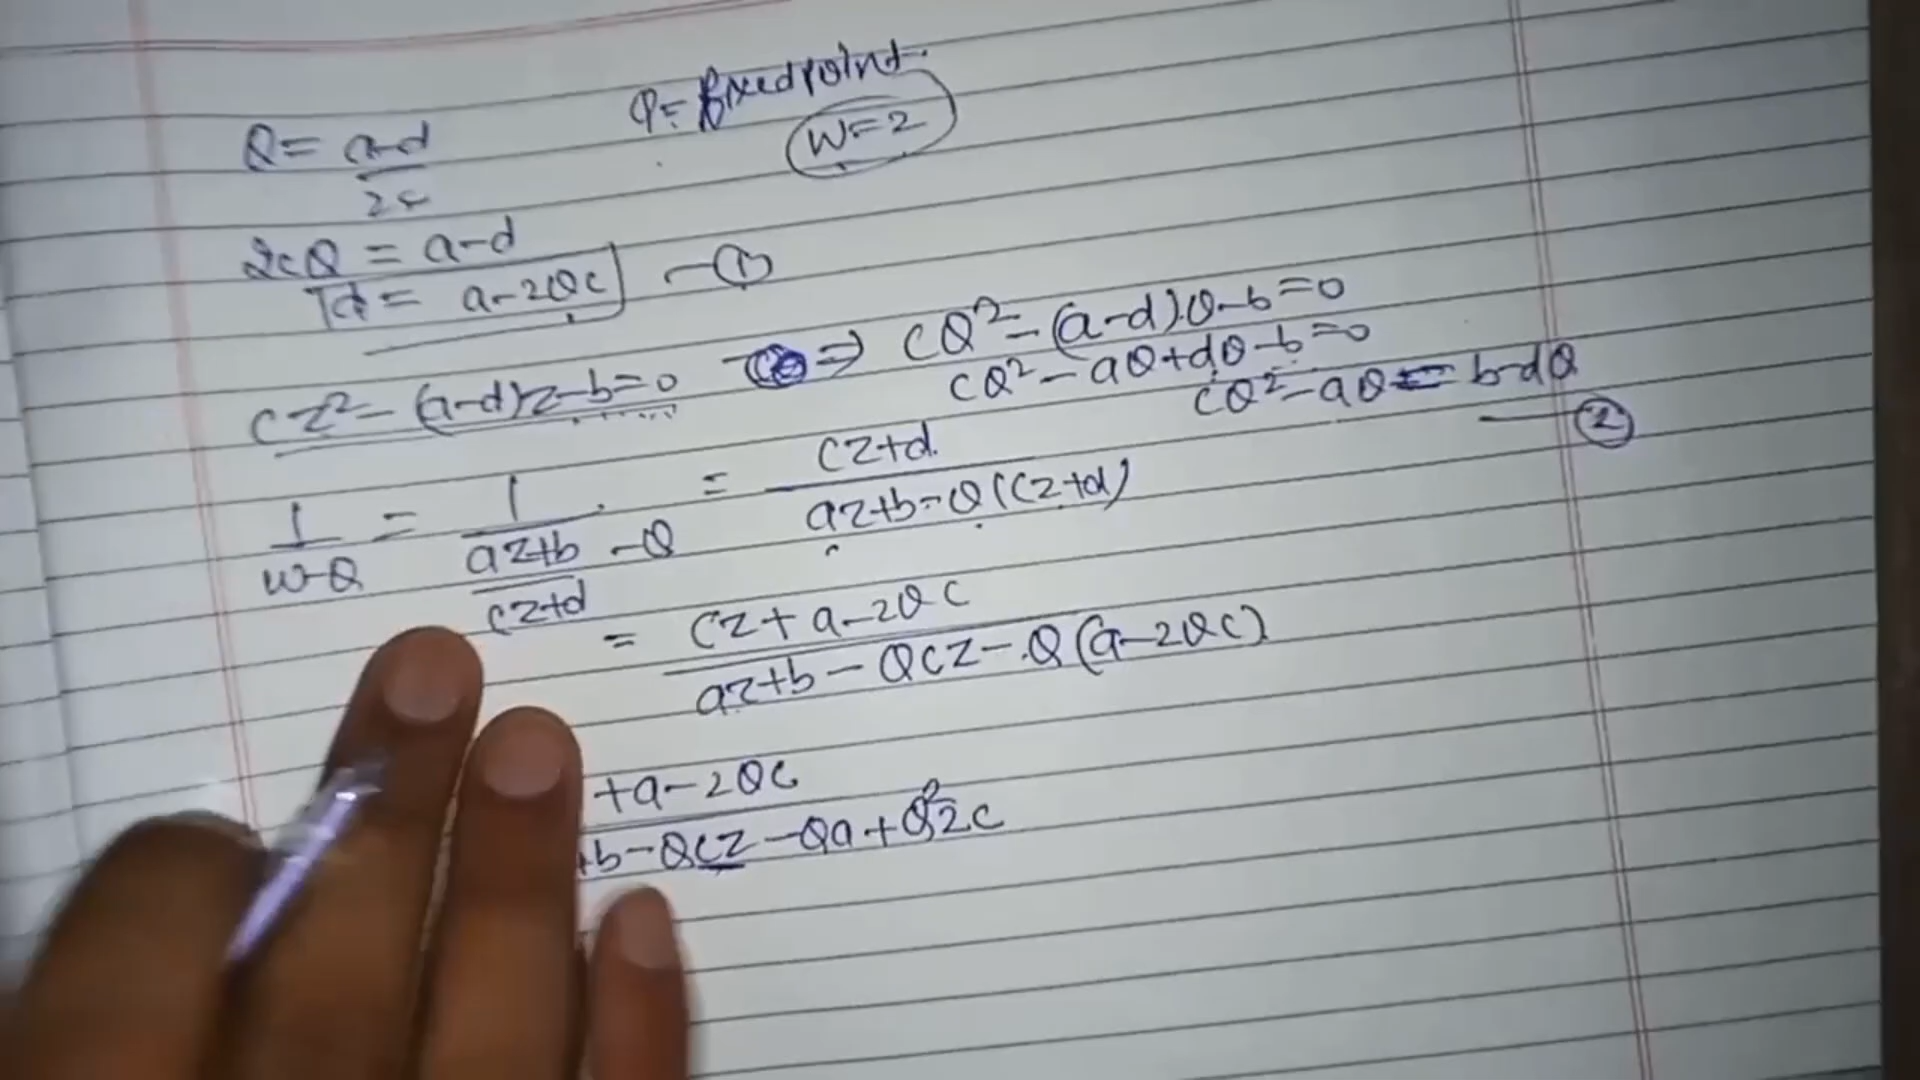 Q = fixed point.
W=2
Q = a-d / 2c
2cQ = a-d
d = a-2Qc —①
cz²-(a-d)z-b=0 ⇒ cQ²-(a-d)Q-b=0
cQ²-aQ+dQ-b=0
cQ²-aQ = b-dQ —②
1/(w-Q) = 1/((az+b)/(cz+d) - Q) = (cz+d)/(az+b-Q(cz+d))
= (cz+a-2Qc)/(az+b-Qcz-Q(a-2Qc))
+a-2Qc
+b-Qcz-Qa+Q²2c